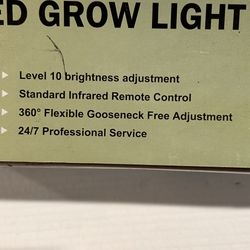 ED GROW LIGHT
Level 10 brightness adjustment
Standard Infrared Remote Control
360° Flexible Gooseneck Free Adjustment
24/7 Professional Service